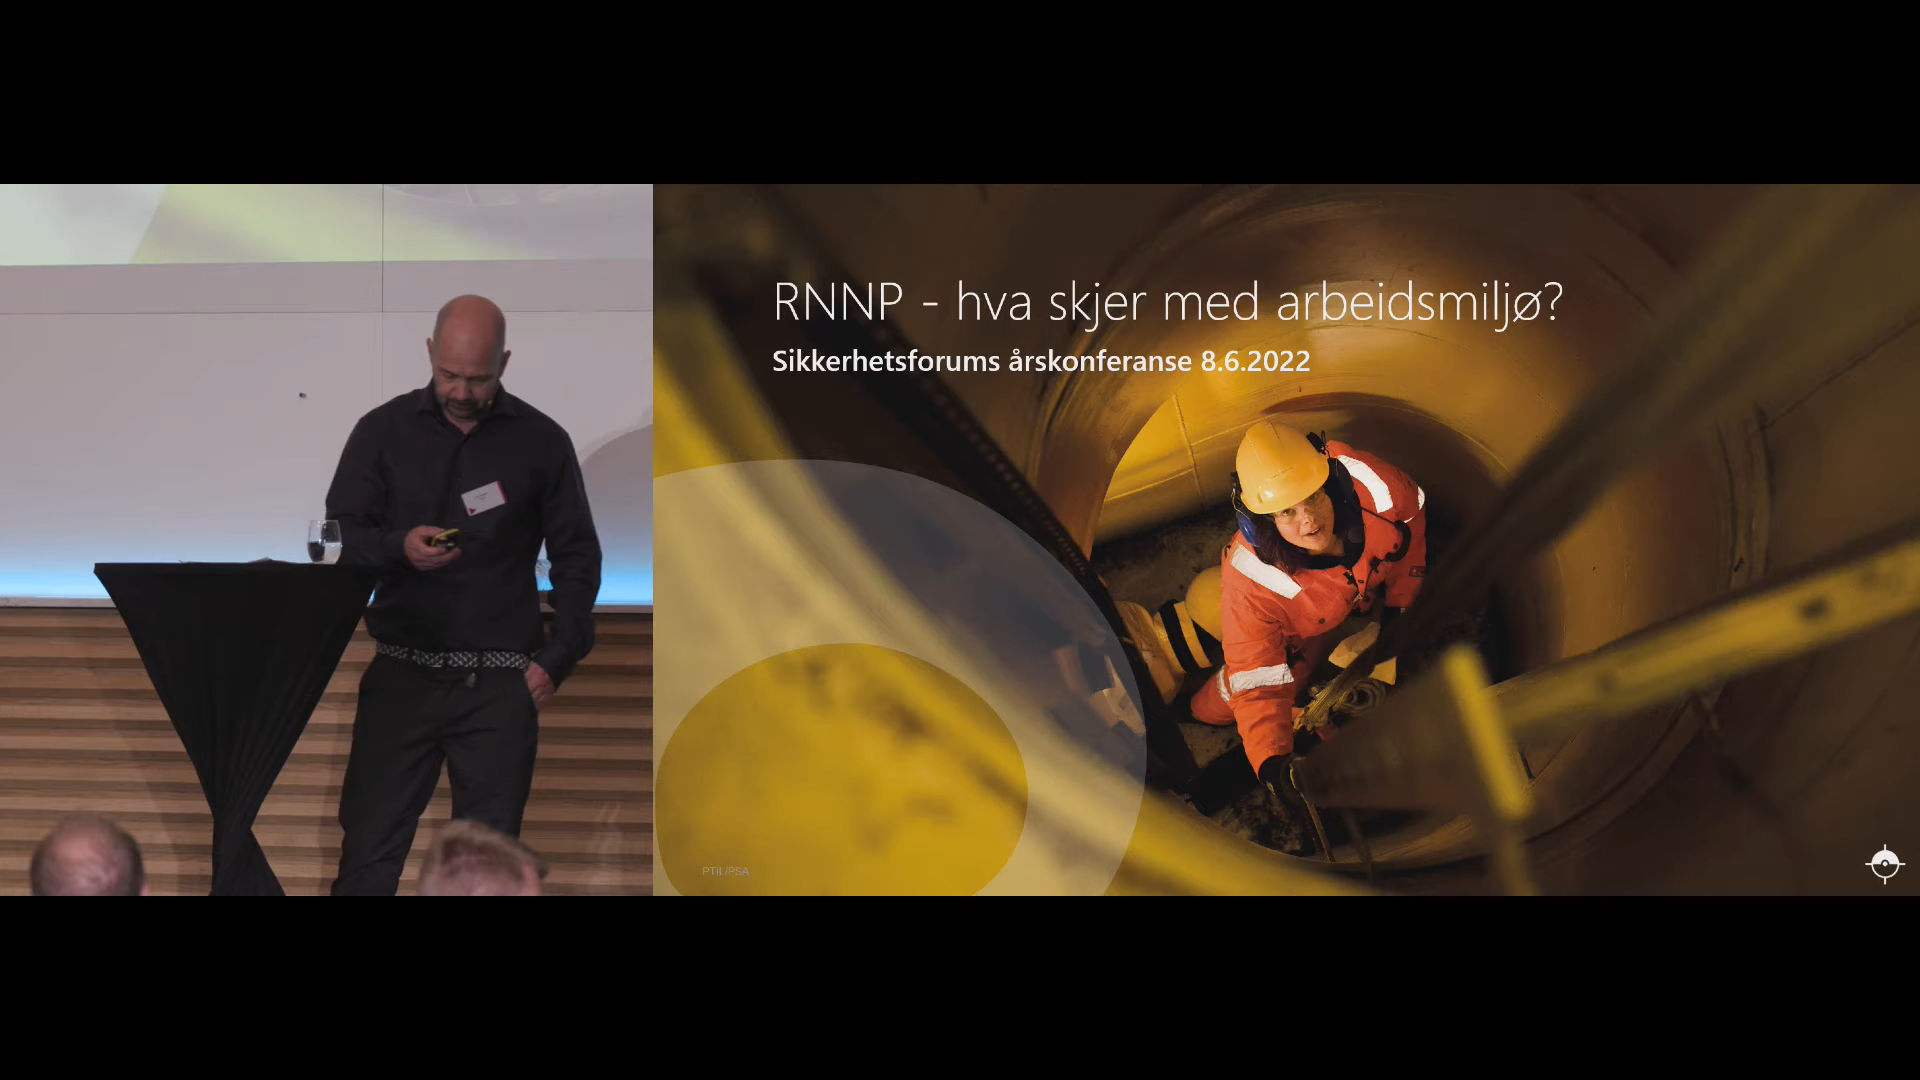 RNNP - hva skjer med arbeidsmiljø?
Sikkerhetsforums årskonferanse 8.6.2022
PTIL/PSA